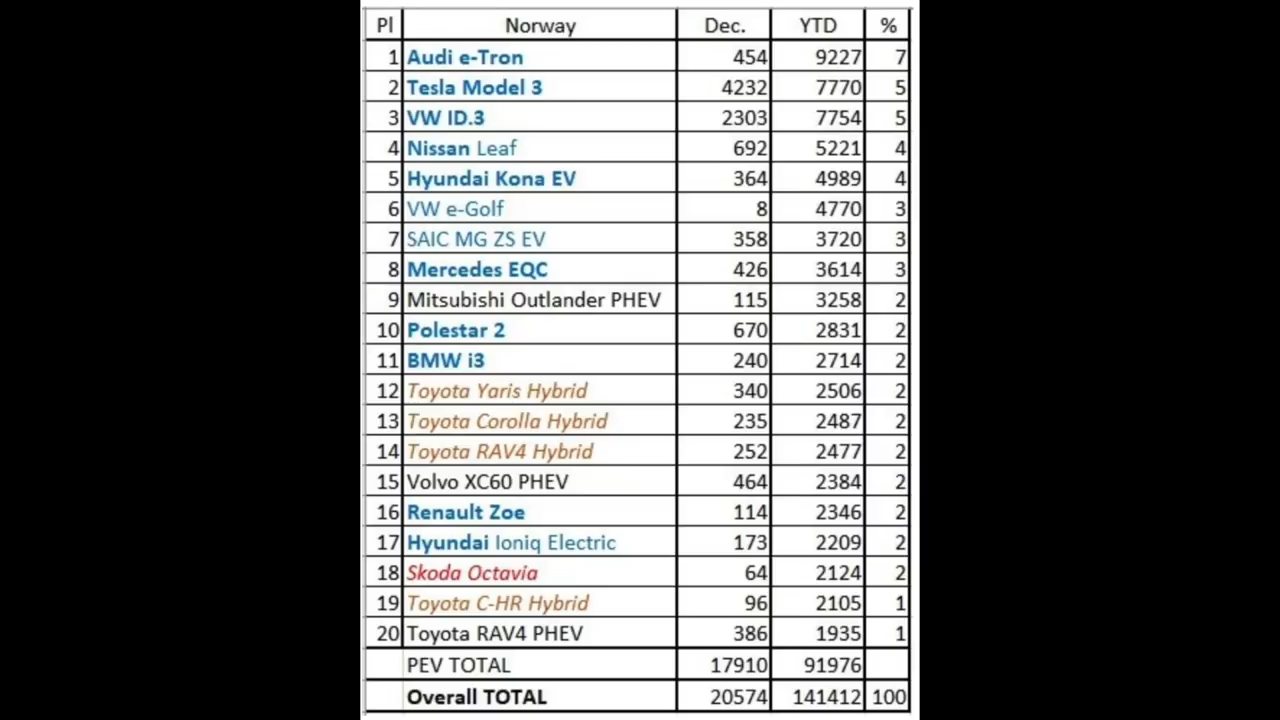 Pl Norway Dec. YTD %
1 Audi e-Tron 454 9227 7
2 Tesla Model 3 4232 7770 5
3 VW ID.3 2303 7754 5
4 Nissan Leaf 692 5221 4
5 Hyundai Kona EV 364 4989 4
6 VW e-Golf 8 4770 3
7 SAIC MG ZS EV 358 3720 3
8 Mercedes EQC 426 3614 3
9 Mitsubishi Outlander PHEV 115 3258 2
10 Polestar 2 670 2831 2
11 BMW i3 240 2714 2
12 Toyota Yaris Hybrid 340 2506 2
13 Toyota Corolla Hybrid 235 2487 2
14 Toyota RAV4 Hybrid 252 2477 2
15 Volvo XC60 PHEV 464 2384 2
16 Renault Zoe 114 2346 2
17 Hyundai Ioniq Electric 173 2209 2
18 Skoda Octavia 64 2124 2
19 Toyota C-HR Hybrid 96 2105 1
20 Toyota RAV4 PHEV 386 1935 1
PEV TOTAL 17910 91976
Overall TOTAL 20574 141412 100